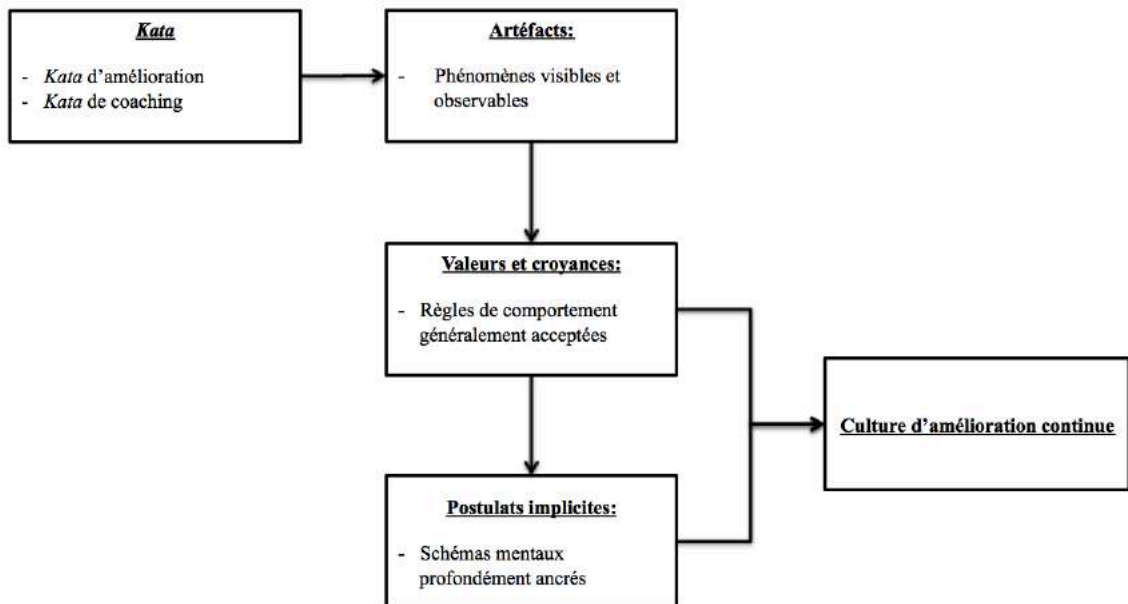 Kata
- Kata d’amélioration
- Kata de coaching
Artéfacts:
- Phénomènes visibles et
observables
Valeurs et croyances:
- Règles de comportement
généralement acceptées
Culture d’amélioration continue
Postulats implicites:
- Schémas mentaux
profondément ancrés